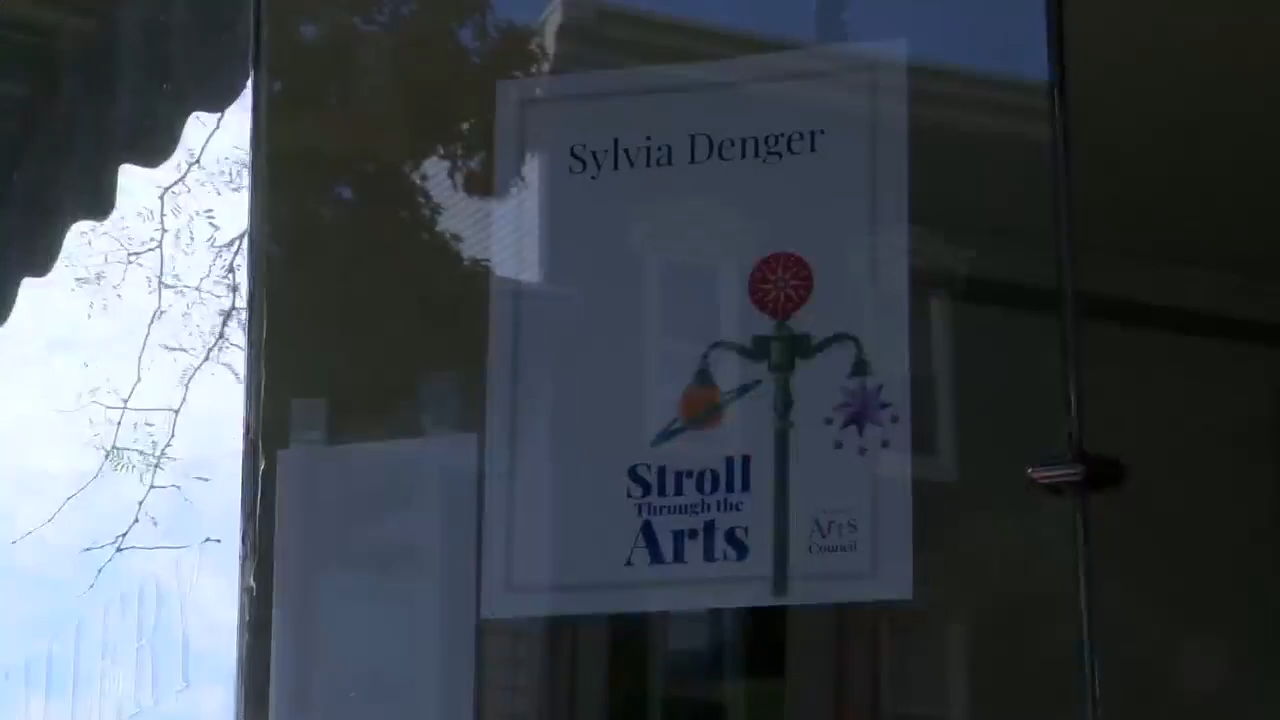 Sylvia Denger
Stroll
Through the
Arts
Arts
Council